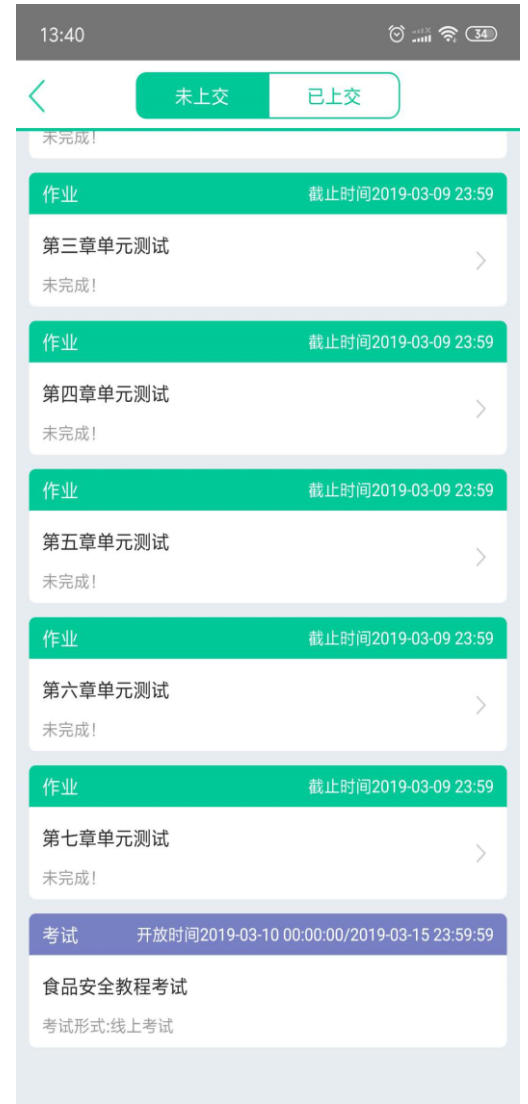 13:40
34
未上交 已上交
未完成！
作业 截止时间2019-03-09 23:59
第三章单元测试
未完成！
作业 截止时间2019-03-09 23:59
第四章单元测试
未完成！
作业 截止时间2019-03-09 23:59
第五章单元测试
未完成！
作业 截止时间2019-03-09 23:59
第六章单元测试
未完成！
作业 截止时间2019-03-09 23:59
第七章单元测试
未完成！
考试 开放时间2019-03-10 00:00:00/2019-03-15 23:59:59
食品安全教程考试
考试形式:线上考试